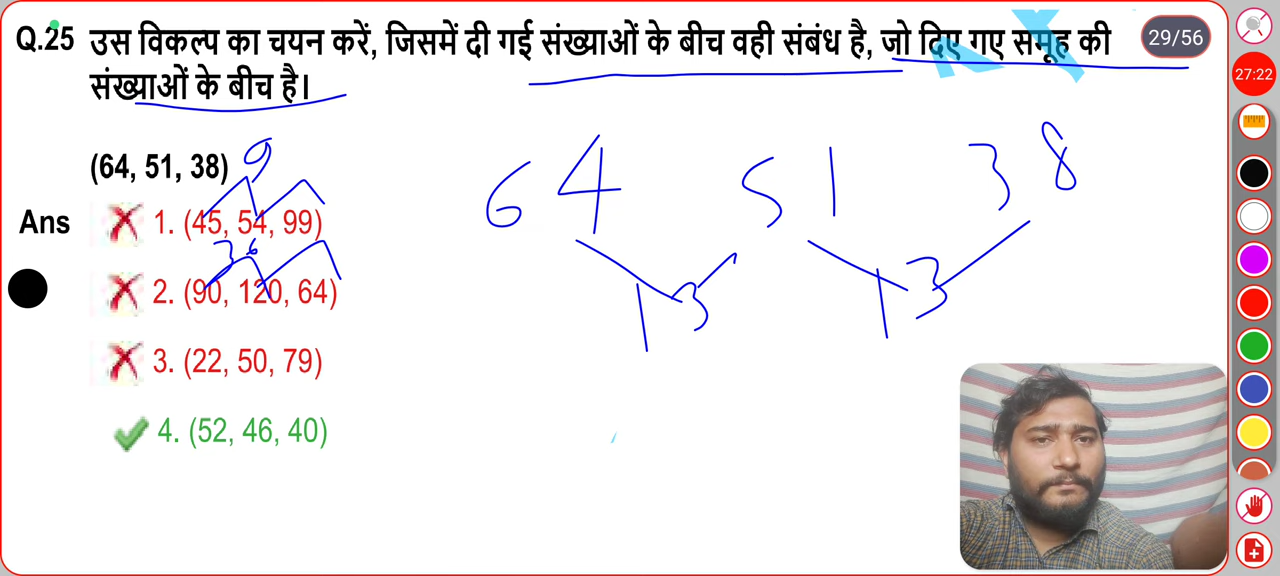 Q.25 उस विकल्प का चयन करें, जिसमें दी गई संख्याओं के बीच वही संबंध है, जो दिए गए समूह की
संख्याओं के बीच है।
29/56
27:22
(64, 51, 38) 9
Ans 1. (45, 54, 99)
36
2. (90, 120, 64)
3. (22, 50, 79)
4. (52, 46, 40)
64 51 38
13 13